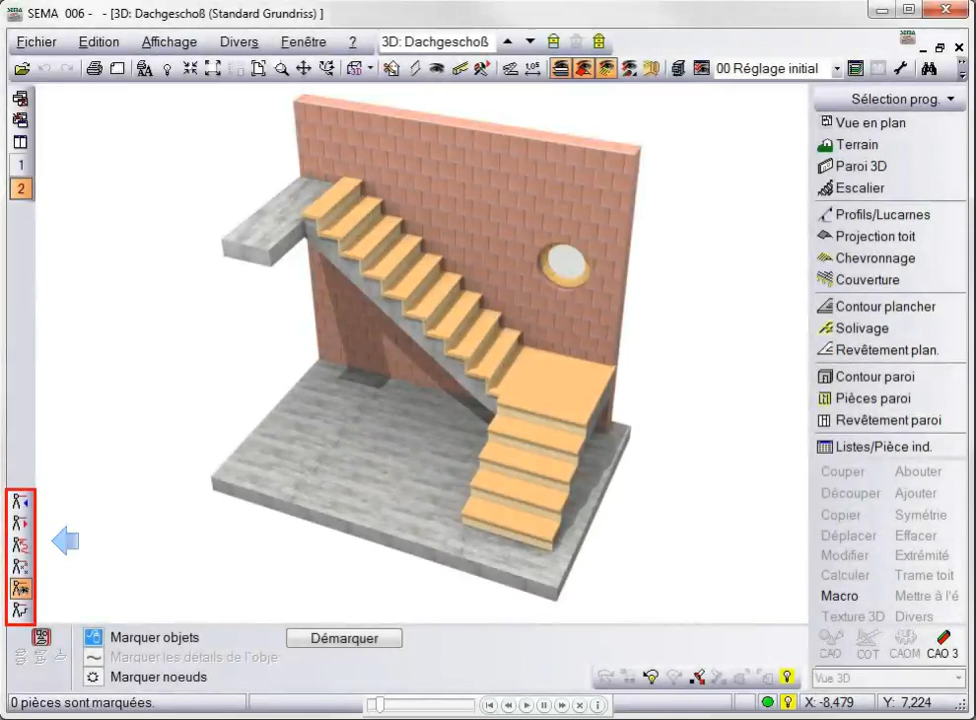 SEMA 006 - - [3D: Dachgeschoß (Standard Grundriss) ]
Fichier Edition Affichage Divers Fenêtre ? 3D: Dachgeschoß
00 Réglage initial
1
2
Sélection prog.
Vue en plan
Terrain
Paroi 3D
Escalier
Profils/Lucarnes
Projection toit
Chevronnage
Couverture
Contour plancher
Solivage
Revêtement plan.
Contour paroi
Pièces paroi
Revêtement paroi
Listes/Pièce ind.
Couper Abouter
Découper Ajouter
Copier Symétrie
Déplacer Effacer
Modifier Extrémité
Calculer Trame toit
Macro Mettre à l'é
Texture 3D Divers
CAO COT CAOM CAO 3
Vue 3D
Marquer objets Démarquer
Marquer les détails de l'obje
Marquer noeuds
0 pièces sont marquées.
X: -8,479 Y: 7,224